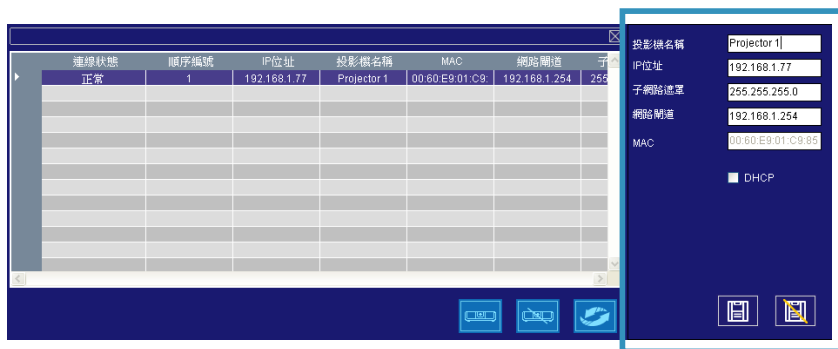 連線狀態 順序編號 IP位址 投影機名稱 MAC 網路閘道 子
正常 1 192.168.1.77 Projector 1 00:60:E9:01:C9: 192.168.1.254 255
投影機名稱 Projector 1
IP位址 192.168.1.77
子網路遮罩 255.255.255.0
網路閘道 192.168.1.254
MAC 00:60:E9:01:C9:85
DHCP